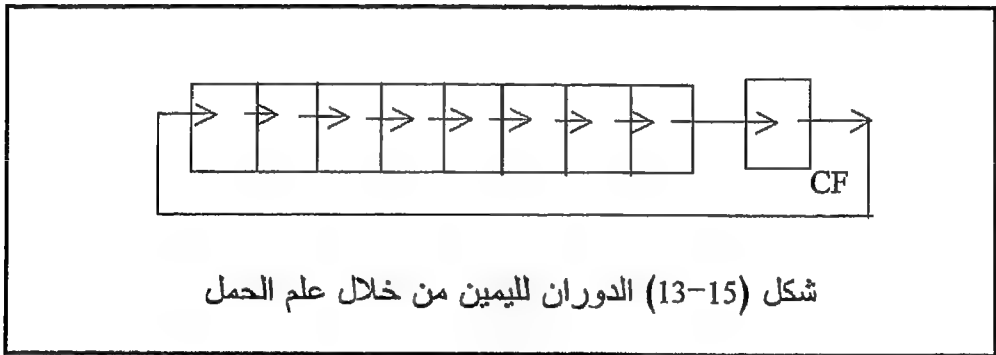 CF
شكل (15-13) الدوران لليمين من خلال علم الحمل